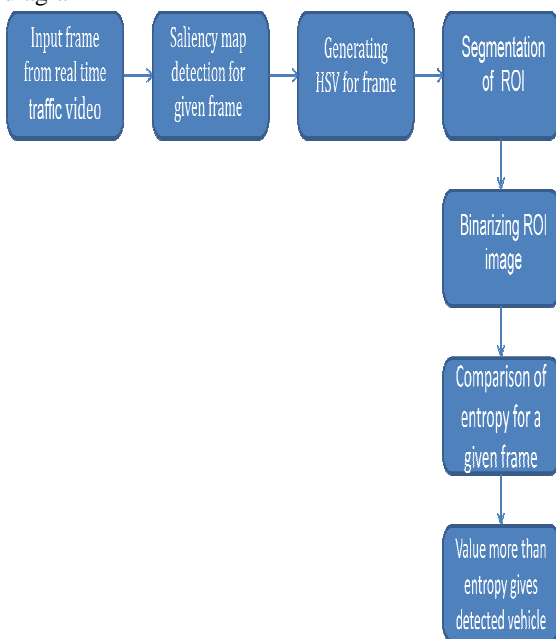 Input frame
from real time
traffic video
Saliency map
detection for
given frame
Generating
HSV for frame
Segmentation
of ROI
Binarizing ROI
image
Comparison of
entropy for a
given frame
Value more than
entropy gives
detected vehicle